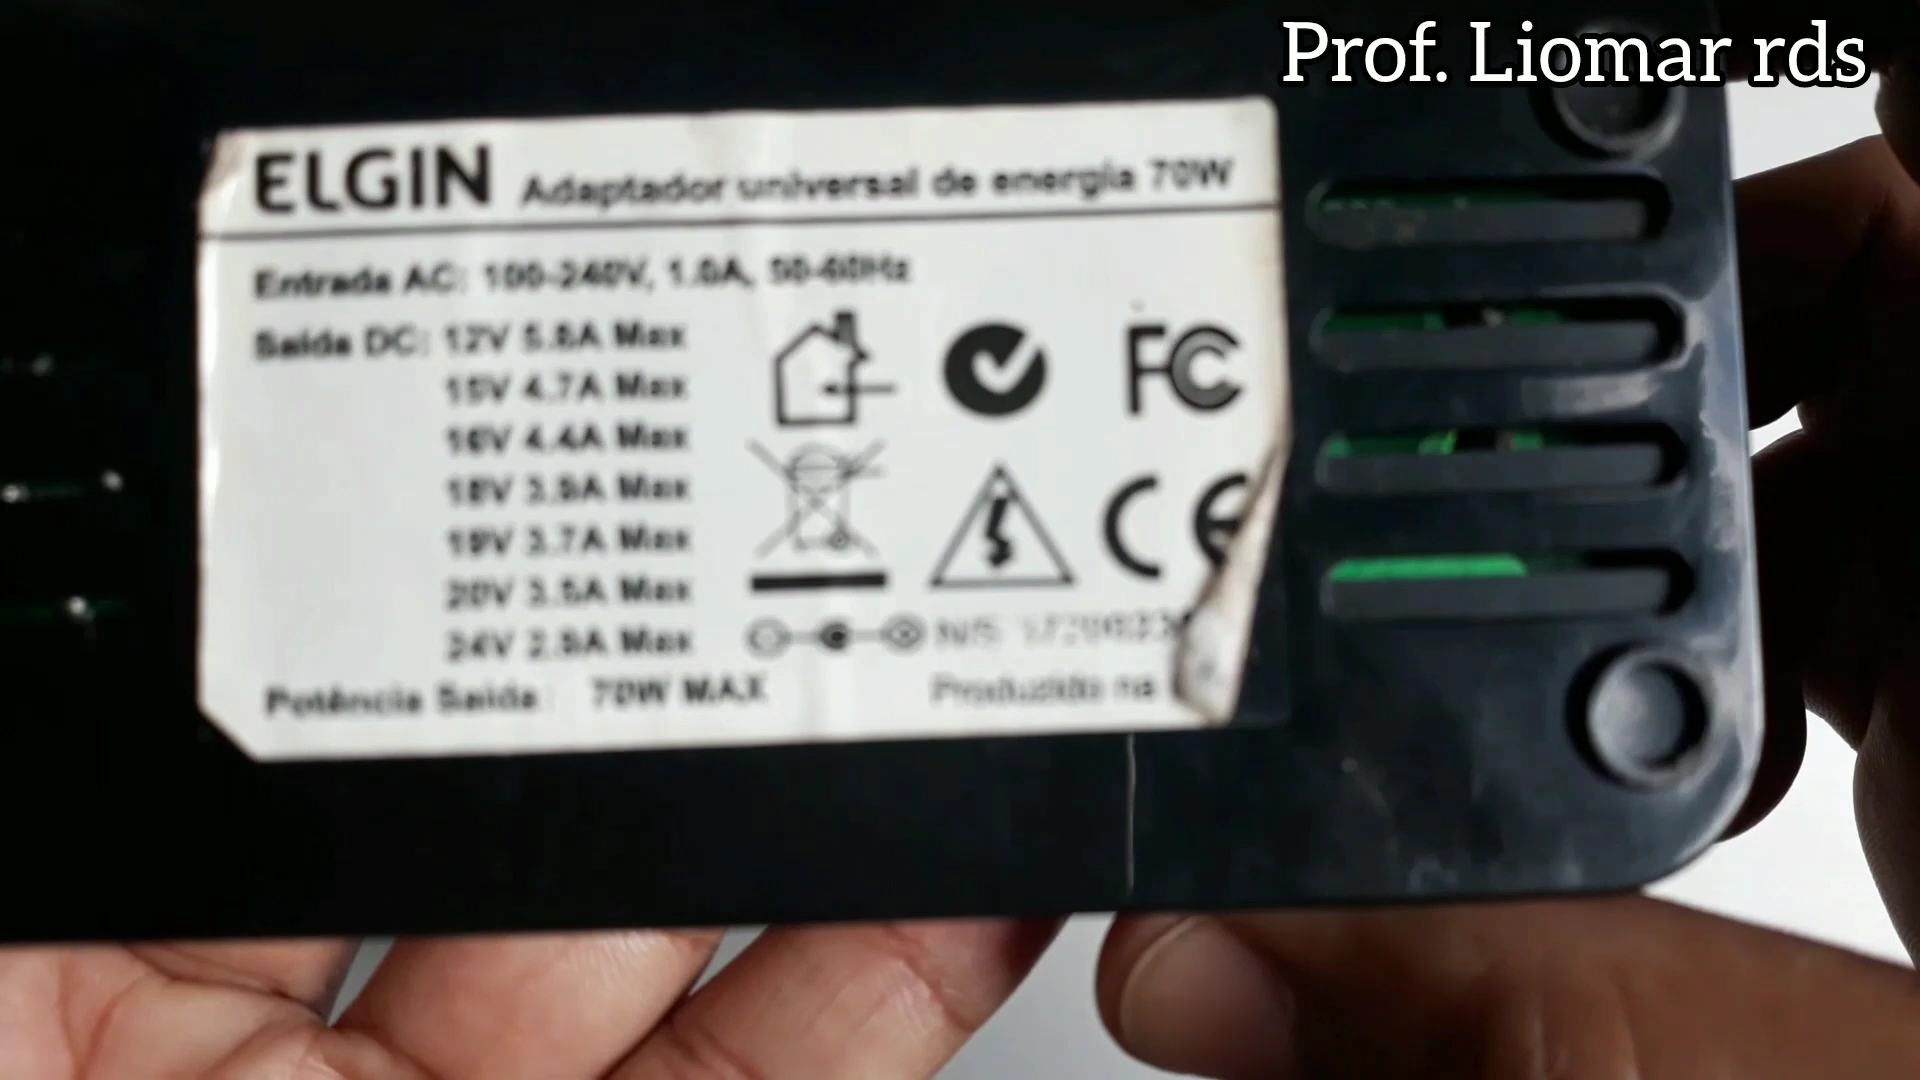 Prof. Liomar rds
ELGIN Adaptador universal de energia 70W
Entrada AC: 100-240V, 1.0A, 50-60Hz
Saída DC: 12V 5.8A Max
15V 4.7A Max
16V 4.4A Max
18V 3.9A Max
19V 3.7A Max
20V 3.5A Max
24V 2.9A Max
FC
CE
N/S
Potência Saída: 70W MAX
Produzido na